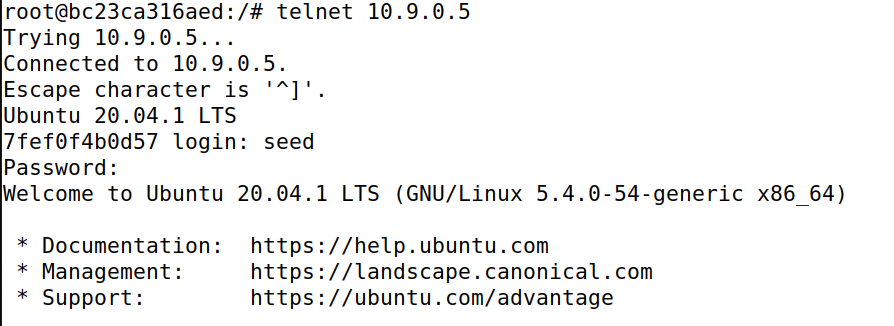 root@bc23ca316aed:/# telnet 10.9.0.5
Trying 10.9.0.5...
Connected to 10.9.0.5.
Escape character is '^]'.
Ubuntu 20.04.1 LTS
7fef0f4b0d57 login: seed
Password:
Welcome to Ubuntu 20.04.1 LTS (GNU/Linux 5.4.0-54-generic x86_64)
 * Documentation:  https://help.ubuntu.com
 * Management:     https://landscape.canonical.com
 * Support:        https://ubuntu.com/advantage